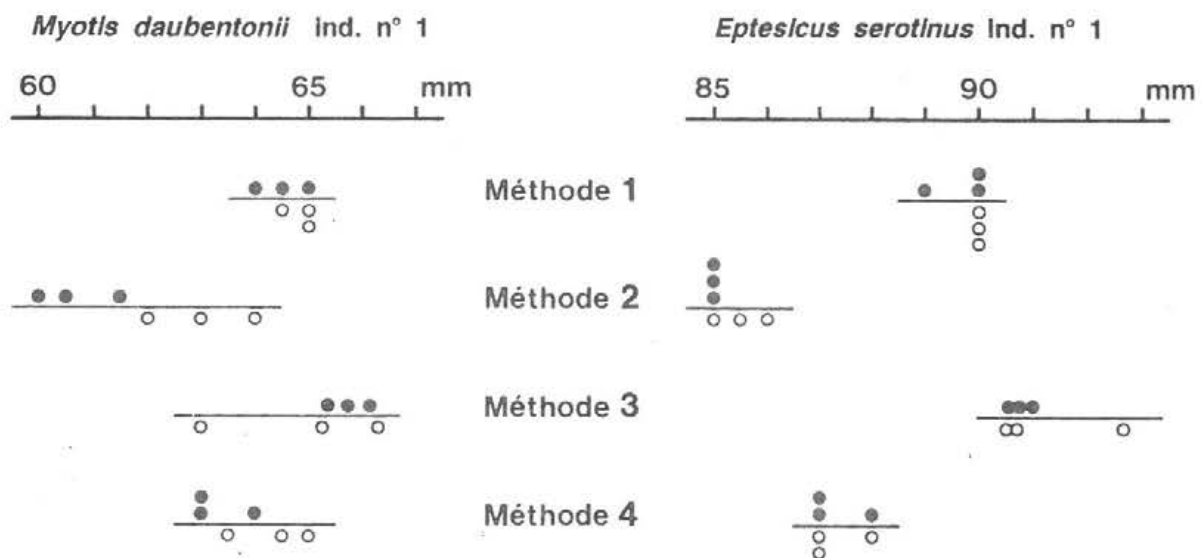 Myotis daubentonii ind. n° 1
Eptesicus serotinus ind. n° 1
60 65 mm
85 90 mm
Méthode 1
Méthode 2
Méthode 3
Méthode 4